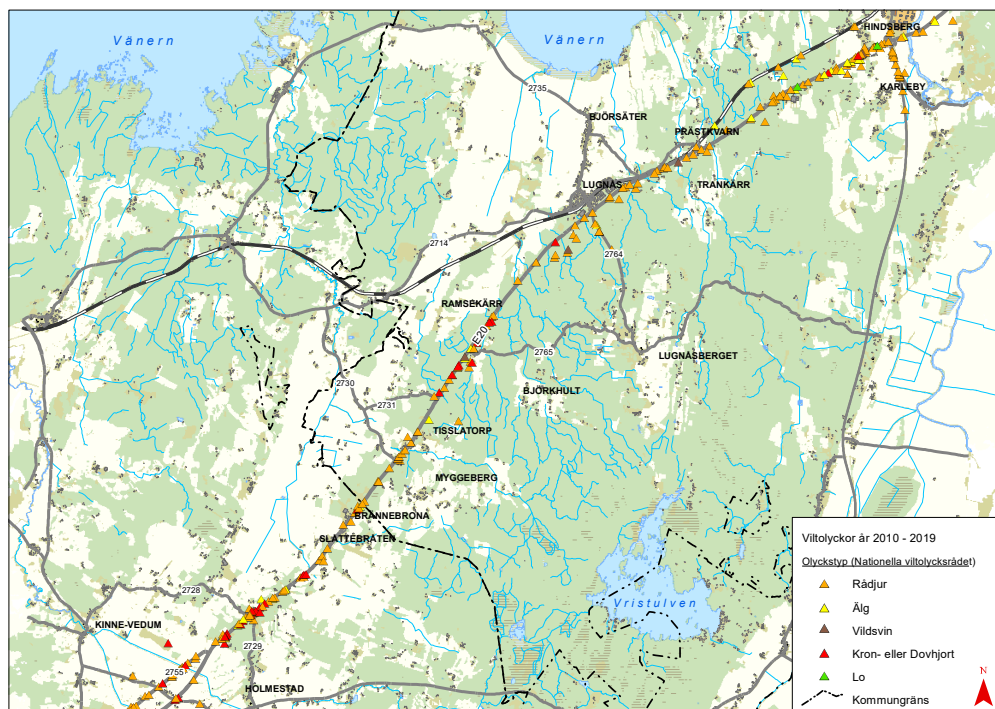 HINDSBERG
Vänern
Vänern
2735
KARLEBY
BJÖRSÄTER
PRÄSTKVARN
LUGNÅS
TRANKÄRR
2714
2764
RAMSEKÄRR
E20
2765
LUGNÅSBERGET
2730
BJÖRKHULT
2731
TISSLATORP
MYGGEBERG
BRÄNNEBRONA
SLÄTTEBRÅTEN
Vristulven
2728
KINNE-VEDUM
2729
2755
HOLMESTAD
Viltolyckor år 2010 - 2019
Olyckstyp (Nationella viltolycksrådet)
Rådjur
Älg
Vildsvin
Kron- eller Dovhjort
Lo
Kommungräns
N